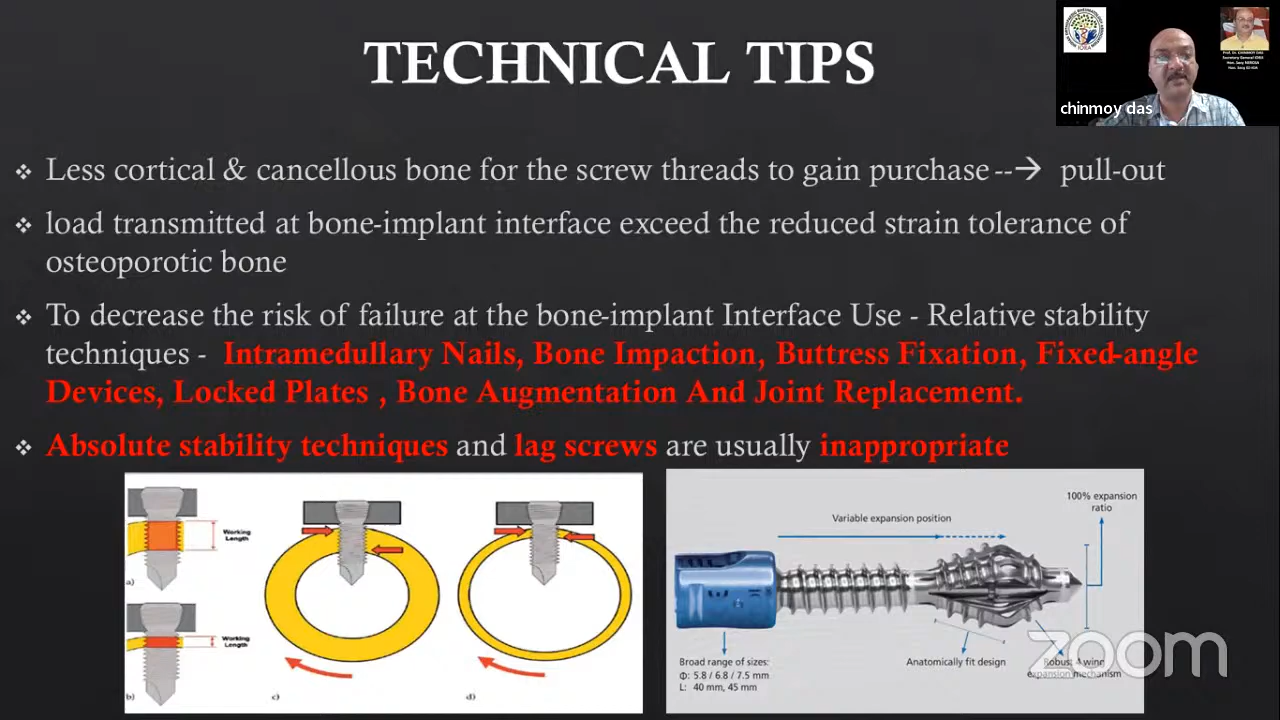 TECHNICAL TIPS
chinmoy das
Prof. Dr. CHINMOY DAS
❖ Less cortical & cancellous bone for the screw threads to gain purchase --→ pull-out
❖ load transmitted at bone-implant interface exceed the reduced strain tolerance of
osteoporotic bone
❖ To decrease the risk of failure at the bone-implant Interface Use - Relative stability
techniques - Intramedullary Nails, Bone Impaction, Buttress Fixation, Fixed-angle
Devices, Locked Plates , Bone Augmentation And Joint Replacement.
❖ Absolute stability techniques and lag screws are usually inappropriate
Working
Length
a)
Working
Length
b)
c)
d)
Variable expansion position
100% expansion
ratio
Broad range of sizes:
Φ: 5.8 / 6.8 / 7.5 mm
L: 40 mm, 45 mm
Anatomically fit design
Robust 4 wing
expansion mechanism
zoom